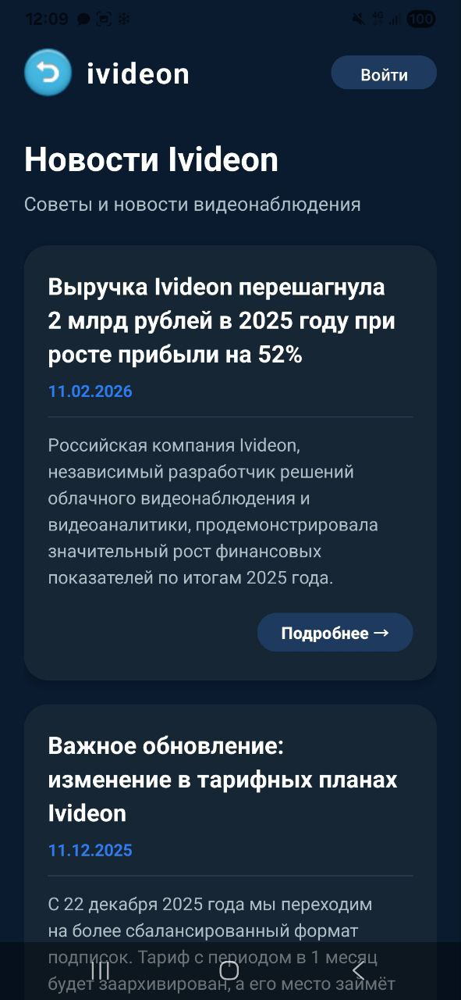 12:09
4G
100
ivideon
Войти
Новости Ivideon
Советы и новости видеонаблюдения
Выручка Ivideon перешагнула
2 млрд рублей в 2025 году при
росте прибыли на 52%
11.02.2026
Российская компания Ivideon,
независимый разработчик решений
облачного видеонаблюдения и
видеоаналитики, продемонстрировала
значительный рост финансовых
показателей по итогам 2025 года.
Подробнее →
Важное обновление:
изменение в тарифных планах
Ivideon
11.12.2025
С 22 декабря 2025 года мы переходим
на более сбалансированный формат
подписок. Тариф с периодом в 1 месяц
будет заархивирован, а его место займёт